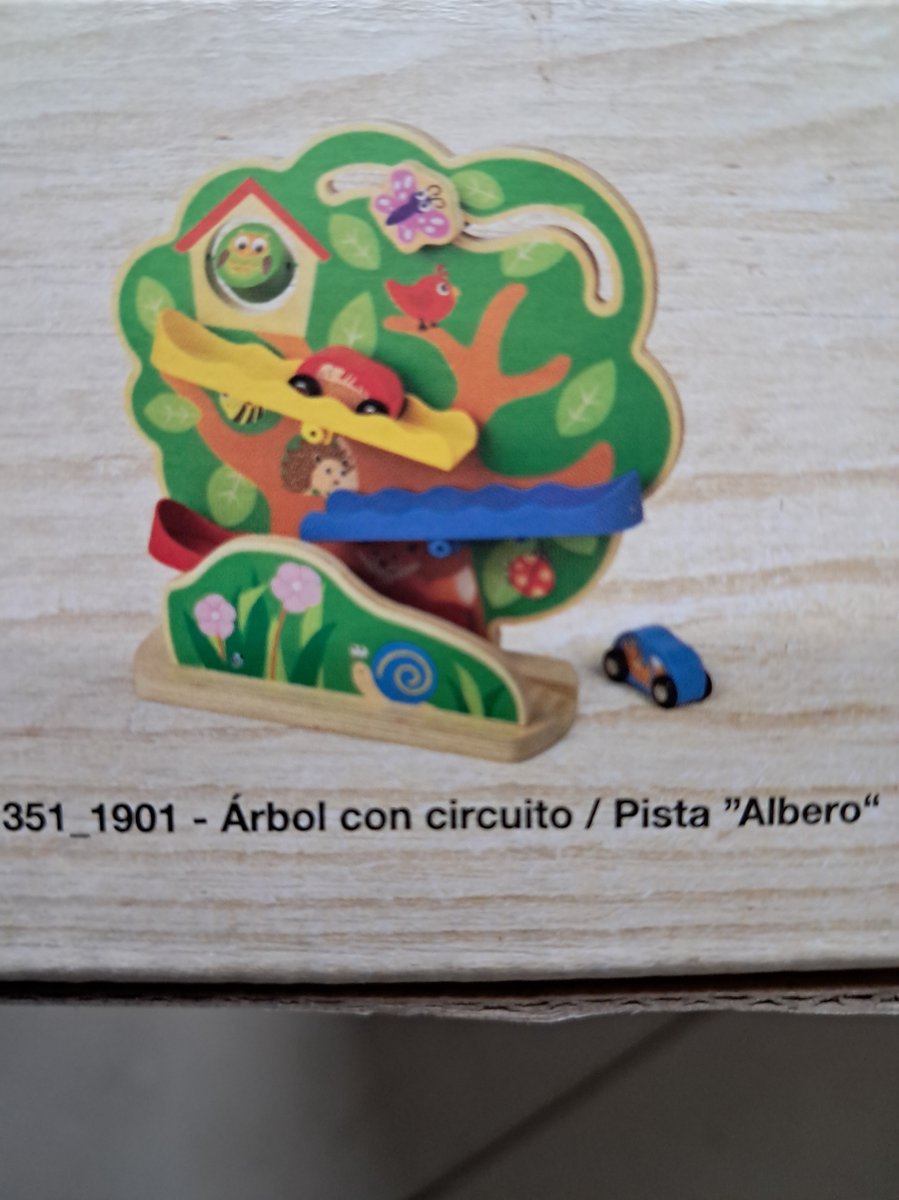 351_1901 - Árbol con circuito / Pista ”Albero“